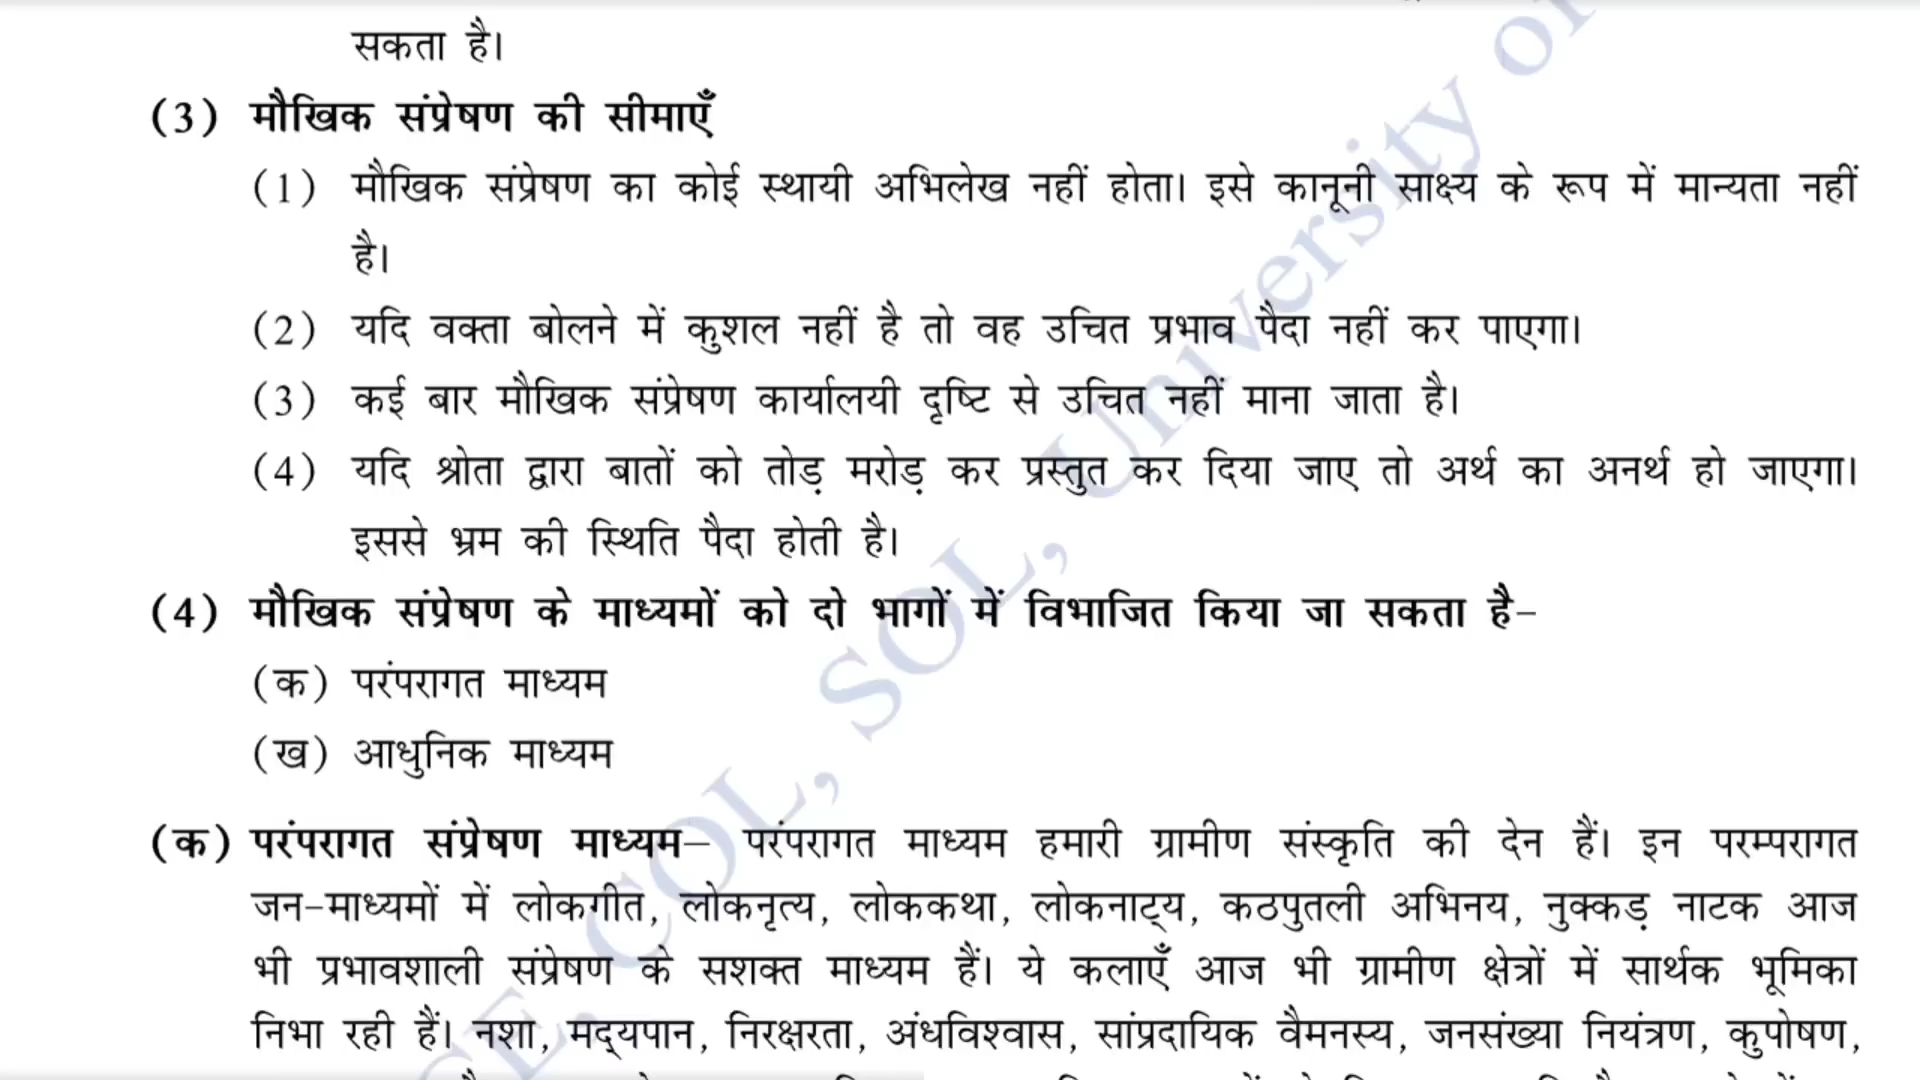 सकता है।
(3) मौखिक संप्रेषण की सीमाएँ
(1) मौखिक संप्रेषण का कोई स्थायी अभिलेख नहीं होता। इसे कानूनी साक्ष्य के रूप में मान्यता नहीं
है।
(2) यदि वक्ता बोलने में कुशल नहीं है तो वह उचित प्रभाव पैदा नहीं कर पाएगा।
(3) कई बार मौखिक संप्रेषण कार्यालयी दृष्टि से उचित नहीं माना जाता है।
(4) यदि श्रोता द्वारा बातों को तोड़ मरोड़ कर प्रस्तुत कर दिया जाए तो अर्थ का अनर्थ हो जाएगा।
इससे भ्रम की स्थिति पैदा होती है।
(4) मौखिक संप्रेषण के माध्यमों को दो भागों में विभाजित किया जा सकता है–
(क) परंपरागत माध्यम
(ख) आधुनिक माध्यम
(क) परंपरागत संप्रेषण माध्यम– परंपरागत माध्यम हमारी ग्रामीण संस्कृति की देन हैं। इन परम्परागत
जन-माध्यमों में लोकगीत, लोकनृत्य, लोककथा, लोकनाट्य, कठपुतली अभिनय, नुक्कड़ नाटक आज
भी प्रभावशाली संप्रेषण के सशक्त माध्यम हैं। ये कलाएँ आज भी ग्रामीण क्षेत्रों में सार्थक भूमिका
निभा रही हैं। नशा, मद्यपान, निरक्षरता, अंधविश्वास, सांप्रदायिक वैमनस्य, जनसंख्या नियंत्रण, कुपोषण,
COL, SOL, University of